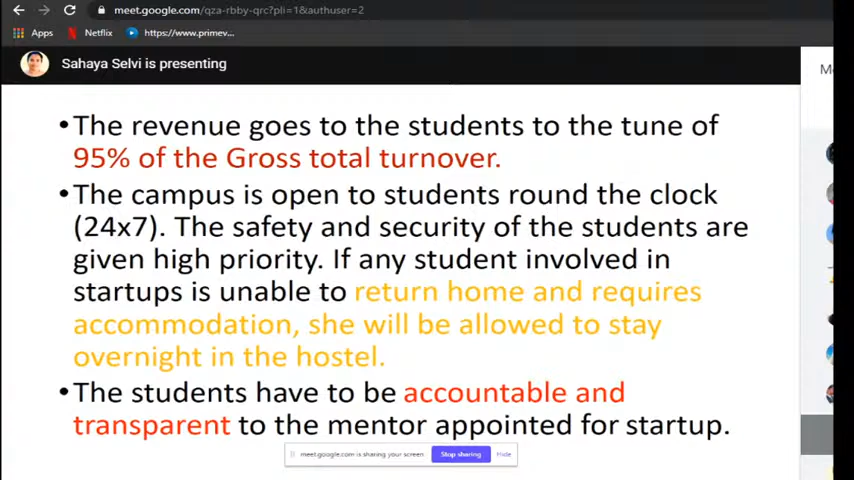 meet.google.com/qza-rbby-qrc?pli=1&authuser=2
Apps Netflix https://www.primev...
Sahaya Selvi is presenting
•The revenue goes to the students to the tune of
95% of the Gross total turnover.
•The campus is open to students round the clock
(24x7). The safety and security of the students are
given high priority. If any student involved in
startups is unable to return home and requires
accommodation, she will be allowed to stay
overnight in the hostel.
•The students have to be accountable and
transparent to the mentor appointed for startup.
meet.google.com is sharing your screen Stop sharing Hide